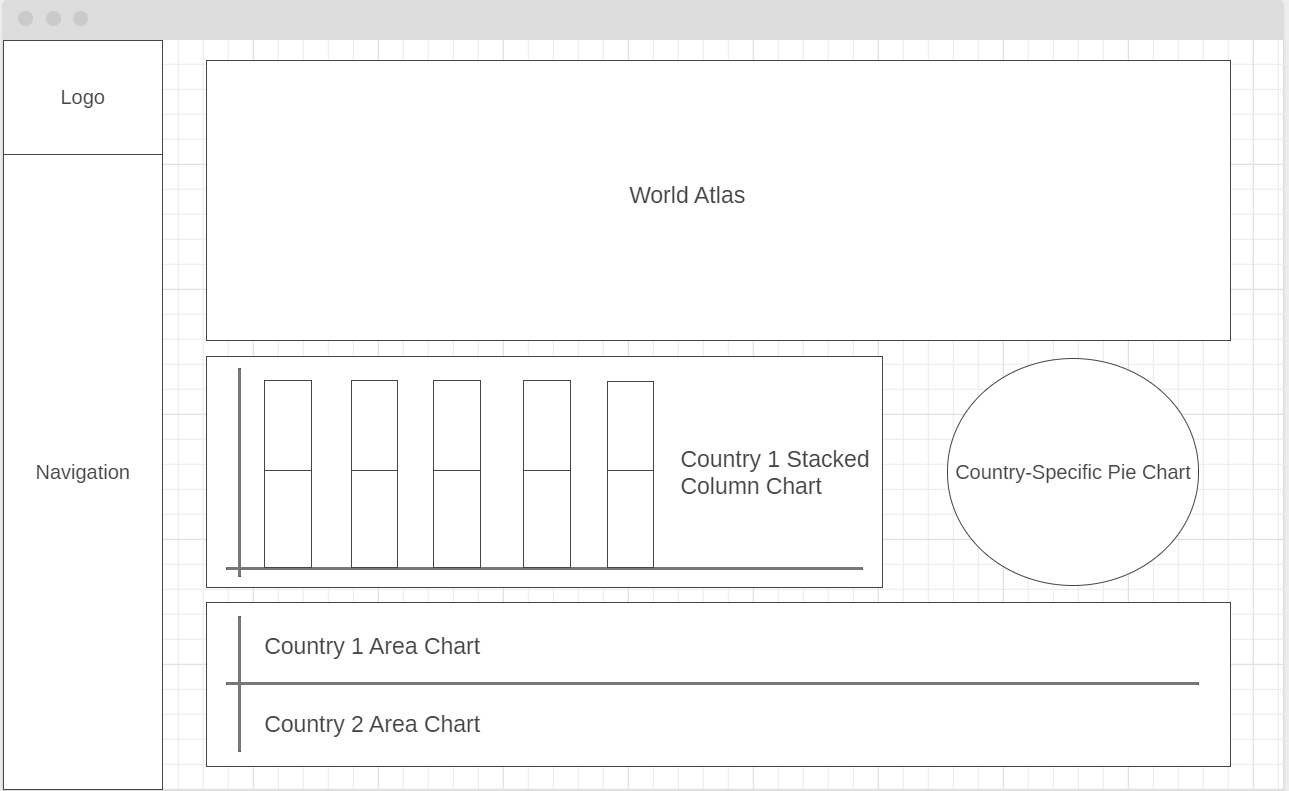 Logo
World Atlas
Navigation
Country 1 Stacked
Column Chart
Country-Specific Pie Chart
Country 1 Area Chart
Country 2 Area Chart